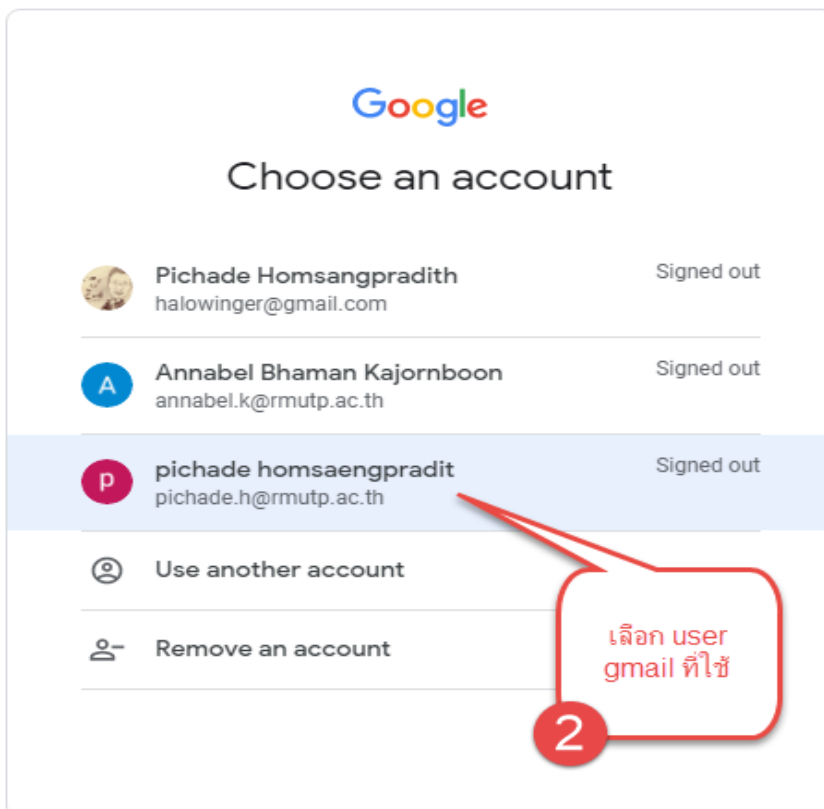 Google
Choose an account
Pichade Homsangpradith
Signed out
halowinger@gmail.com
A
Annabel Bhaman Kajornboon
Signed out
annabel.k@rmutp.ac.th
p
pichade homsaengpradit
Signed out
pichade.h@rmutp.ac.th
Use another account
Remove an account
เลือก user
gmail ที่ใช้
2